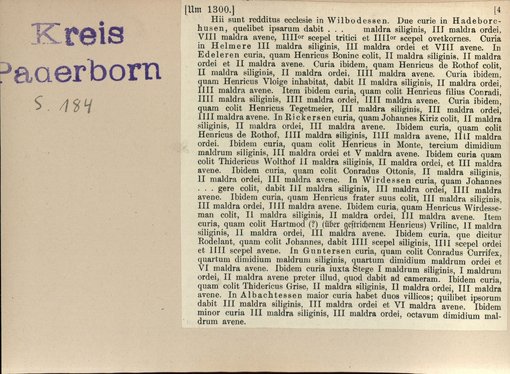 Kreis
Paderborn
S. 184
[Um 1300.] [4
Hii sunt redditus ecclesie in Wilbodessen. Due curie in Hadebore-
husen, quelibet ipsarum dabit . . . maldra siliginis, III maldra ordei,
VIII maldra avene, IIIIor scepel tritici et IIIIor scepel ovetkornes. Curia
in Helmere III maldra siliginis, III maldra ordei et VIII avene. In
Edeleren curia, quam Henricus Boninc colit, II maldra siliginis, II maldra
ordei et II maldra avene. Curia ibidem, quam Henricus de Rothof colit,
II maldra siliginis, II maldra ordei, IIII maldra avene. Curia ibidem,
quam Henricus Vloige inhabitat, dabit II maldra siliginis, II maldra ordei,
IIII maldra avene. Item ibidem curia, quam colit Henricus filius Conradi,
IIII maldra siliginis, IIII maldra ordei, IIII maldra avene. Curia ibidem,
quam colit Henricus Tegetmeier, III maldra siliginis, III maldra ordei,
IIII maldra avene. In Rickersen curia, quam Johannes Kiriz colit, II maldra
siliginis, II maldra ordei, III maldra avene. Ibidem curia, quam colit
Henricus de Rothof, IIII maldra siliginis, IIII maldra avene, IIII maldra
ordei. Ibidem curia, quam colit Henricus in Monte, tercium dimidium
maldrum siliginis, III maldra ordei et V maldra avene. Ibidem curia quam
colit Thidericus Wolthof II maldra siliginis, II maldra ordei, et III maldra
avene. Ibidem curia, quam colit Conradus Ottonis, II maldra siliginis,
II maldra ordei, III maldra avene. In Wirdessen curia, quam Johannes
. . . gere colit, dabit III maldra siliginis, III maldra ordei, IIII maldra
avene. Ibidem curia, quam Henricus frater suus colit, III maldra siliginis,
III maldra ordei, IIII maldra avene. Ibidem curia, quam Henricus Wirdesse-
man colit, II maldra siliginis, II maldra ordei, III maldra avene. Item
curia, quam colit Hartmod (?) (über gestrichenem Henricus) Vriline, II maldra
siliginis, II maldra ordei, III maldra avene. Ibidem curia, que dicitur
Rodelant, quam colit Johannes, dabit IIII scepel siliginis, IIII scepel ordei
et IIII scepel avene. In Guntersen curia, quam colit Conradus Currifex,
quartum dimidium maldrum siliginis, quartum dimidium maldrum ordei et
VI maldra avene. Ibidem curia iuxta Stege I maldrum siliginis, I maldrum
ordei, II maldra avene preter illud, quod dabit ad cameram. Ibidem curia,
quam colit Thidericus Grise, II maldra siliginis, II maldra ordei, III maldra
avene. In Albachtessen maior curia habet duos villicos; quilibet ipsorum
dabit III maldra siliginis, III maldra ordei et VI maldra avene. Ibidem
minor curia III maldra siliginis, III maldra ordei, octavum dimidium mal-
drum avene.